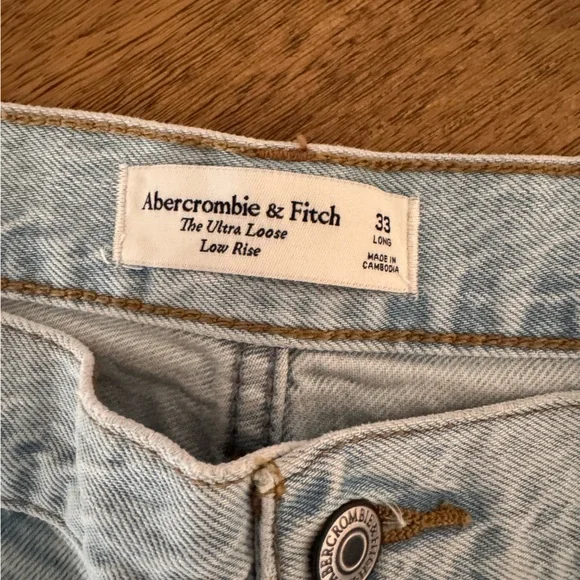 Abercrombie & Fitch
The Ultra Loose
Low Rise
33
LONG
MADE IN
CAMBODIA
ABERCROMBIE